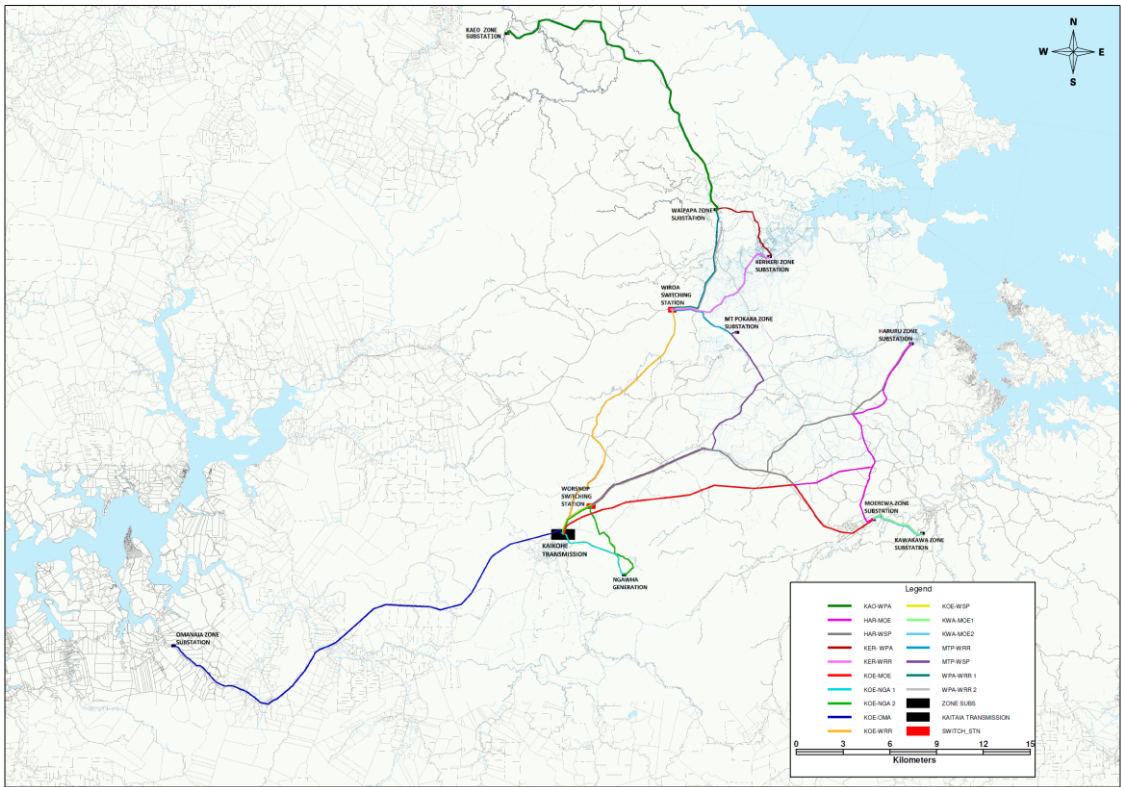 KAEO ZONE
SUBSTATION
N
W
E
S
WAIPAPA ZONE
SUBSTATION
KERIKERI ZONE
SUBSTATION
WIROA
SWITCHING
STATION
MT POKAKA ZONE
SUBSTATION
HARURU ZONE
SUBSTATION
WORSHOP
SWITCHING
STATION
MOEREWA ZONE
SUBSTATION
KAWAKAWA ZONE
SUBSTATION
KAIKOHE
TRANSMISSION
NGAWHA
GENERATION
OMANAIA ZONE
SUBSTATION
Legend
KAO-WPA
HAR-MOE
HAR-WSP
KER- WPA
KER-WRR
KOE-MOE
KOE-NGA 1
KOE-NGA 2
KOE-OMA
KOE-WRR
KOE-WSP
KWA-MOE1
KWA-MOE2
MTP-WRR
MTP-WSP
WPA-WRR 1
WPA-WRR 2
ZONE SUBS
KAITAIA TRANSMISSION
SWITCH_STN
0 3 6 9 12 15
Kilometers